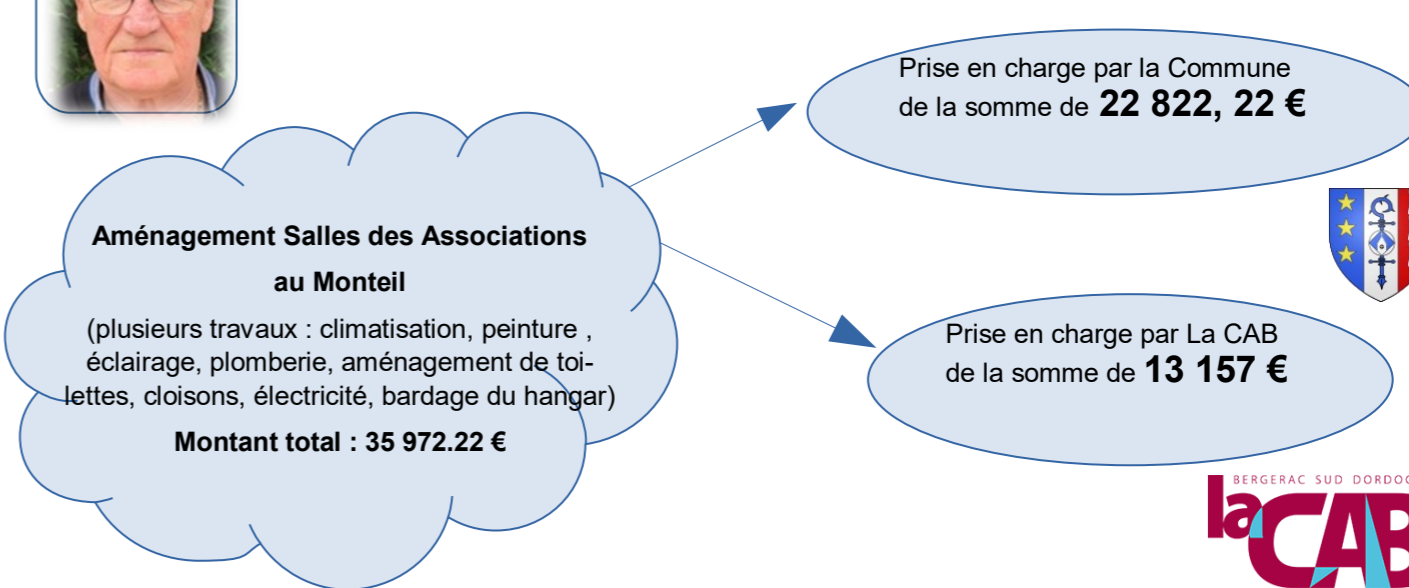 Prise en charge par la Commune
de la somme de 22 822, 22 €
Aménagement Salles des Associations
au Monteil
(plusieurs travaux : climatisation, peinture ,
éclairage, plomberie, aménagement de toi-
lettes, cloisons, électricité, bardage du hangar)
Montant total : 35 972.22 €
Prise en charge par La CAB
de la somme de 13 157 €
BERGERAC SUD
la CAB